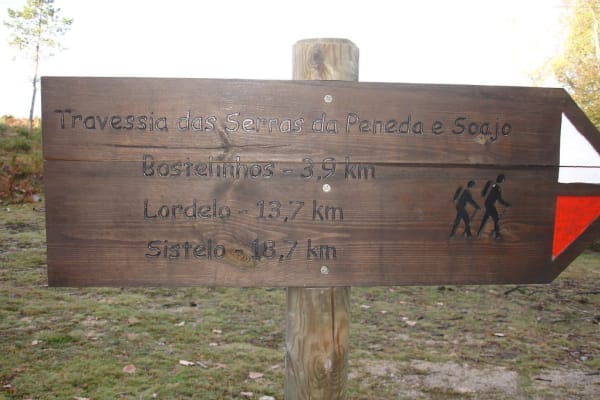 Travessia das Serras da Peneda e Soajo
Bostelinhos - 3,9 km
Lordelo - 13,7 km
Sistelo - 18,7 km